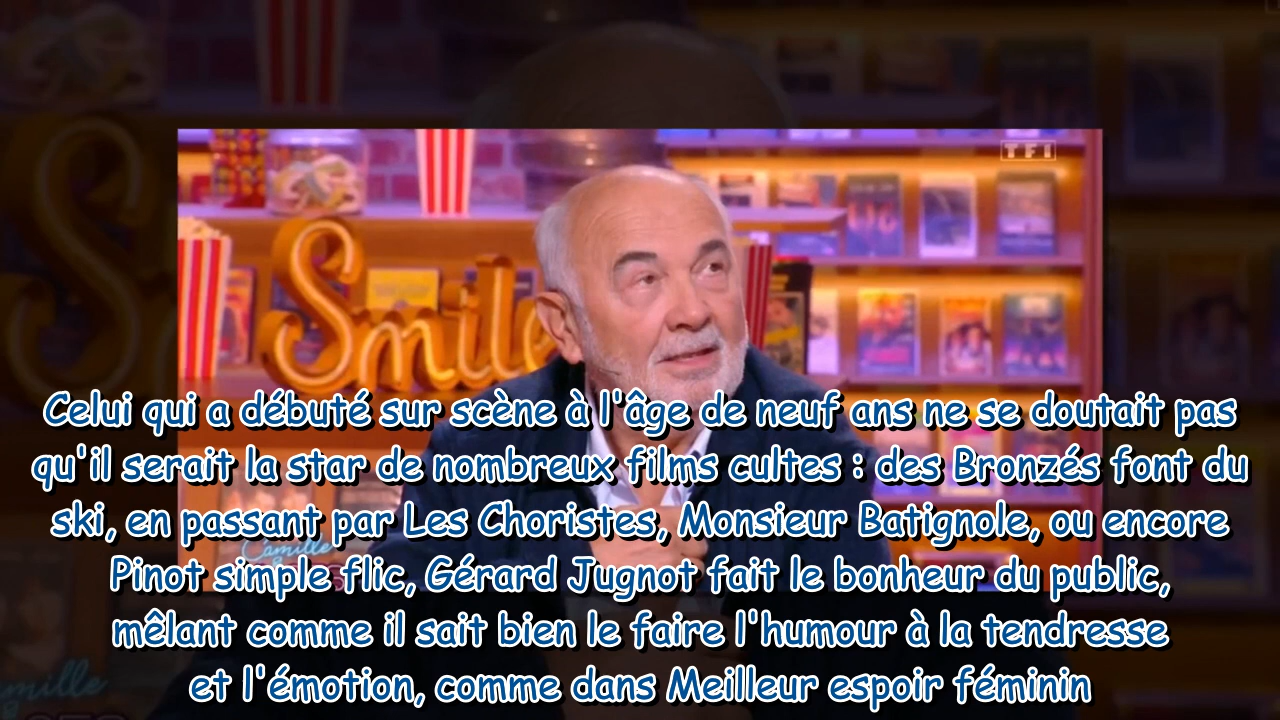 TF1
Smile
Celui qui a débuté sur scène à l'âge de neuf ans ne se doutait pas
qu'il serait la star de nombreux films cultes : des Bronzés font du
ski, en passant par Les Choristes, Monsieur Batignole, ou encore
Pinot simple flic, Gérard Jugnot fait le bonheur du public,
mêlant comme il sait bien le faire l'humour à la tendresse
et l'émotion, comme dans Meilleur espoir féminin
Camille